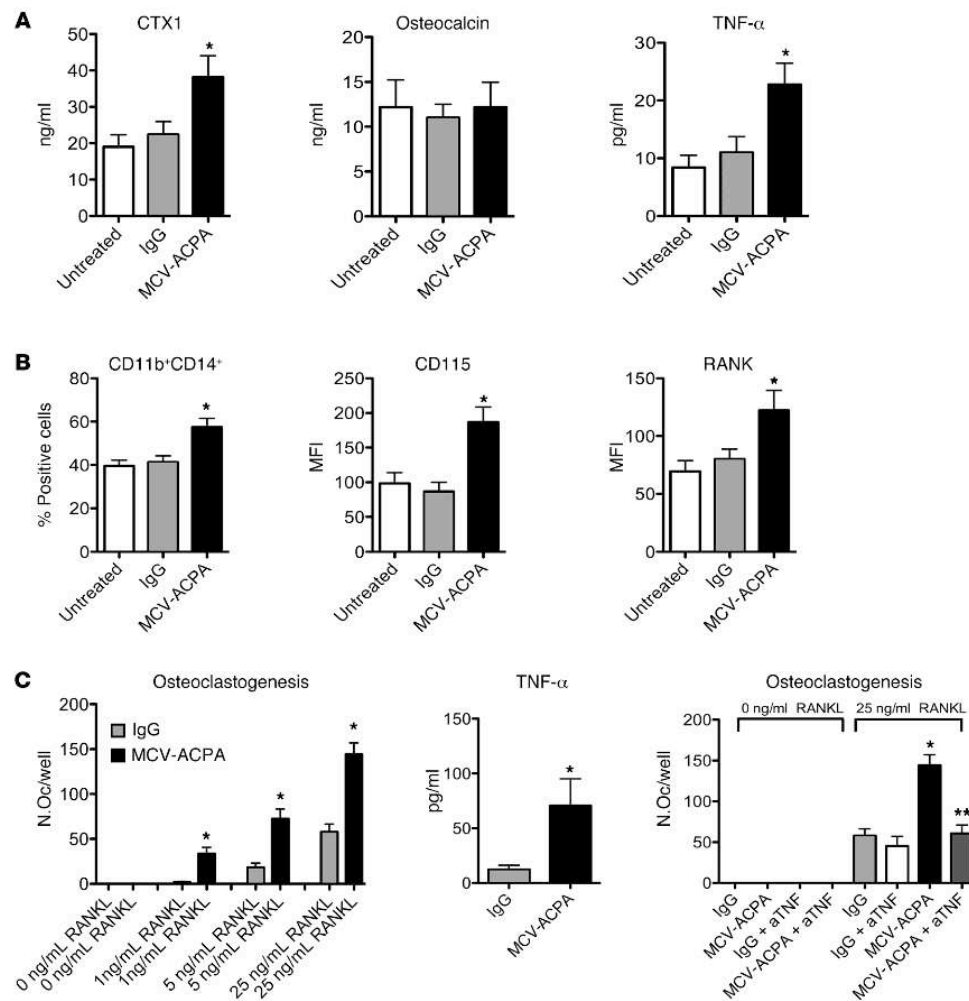 A
CTX1
ng/ml
50
40
30
20
10
0
*
Untreated
IgG
MCV-ACPA
Osteocalcin
ng/ml
20
15
10
5
0
Untreated
IgG
MCV-ACPA
TNF-α
pg/ml
30
20
10
0
*
Untreated
IgG
MCV-ACPA
B
CD11b⁺CD14⁺
% Positive cells
80
60
40
20
0
*
Untreated
IgG
MCV-ACPA
CD115
MFI
250
200
150
100
50
0
*
Untreated
IgG
MCV-ACPA
RANK
MFI
150
100
50
0
*
Untreated
IgG
MCV-ACPA
C
Osteoclastogenesis
N.Oc/well
200
150
100
50
0
IgG
MCV-ACPA
*
*
*
0 ng/mL RANKL
0 ng/mL RANKL
1ng/mL RANKL
1ng/mL RANKL
5 ng/mL RANKL
5 ng/mL RANKL
25 ng/mL RANKL
25 ng/mL RANKL
TNF-α
pg/ml
150
100
50
0
*
IgG
MCV-ACPA
Osteoclastogenesis
0 ng/ml RANKL
25 ng/ml RANKL
N.Oc/well
200
150
100
50
0
*
**
IgG
MCV-ACPA
IgG + aTNF
MCV-ACPA + aTNF
IgG
IgG + aTNF
MCV-ACPA
MCV-ACPA + aTNF